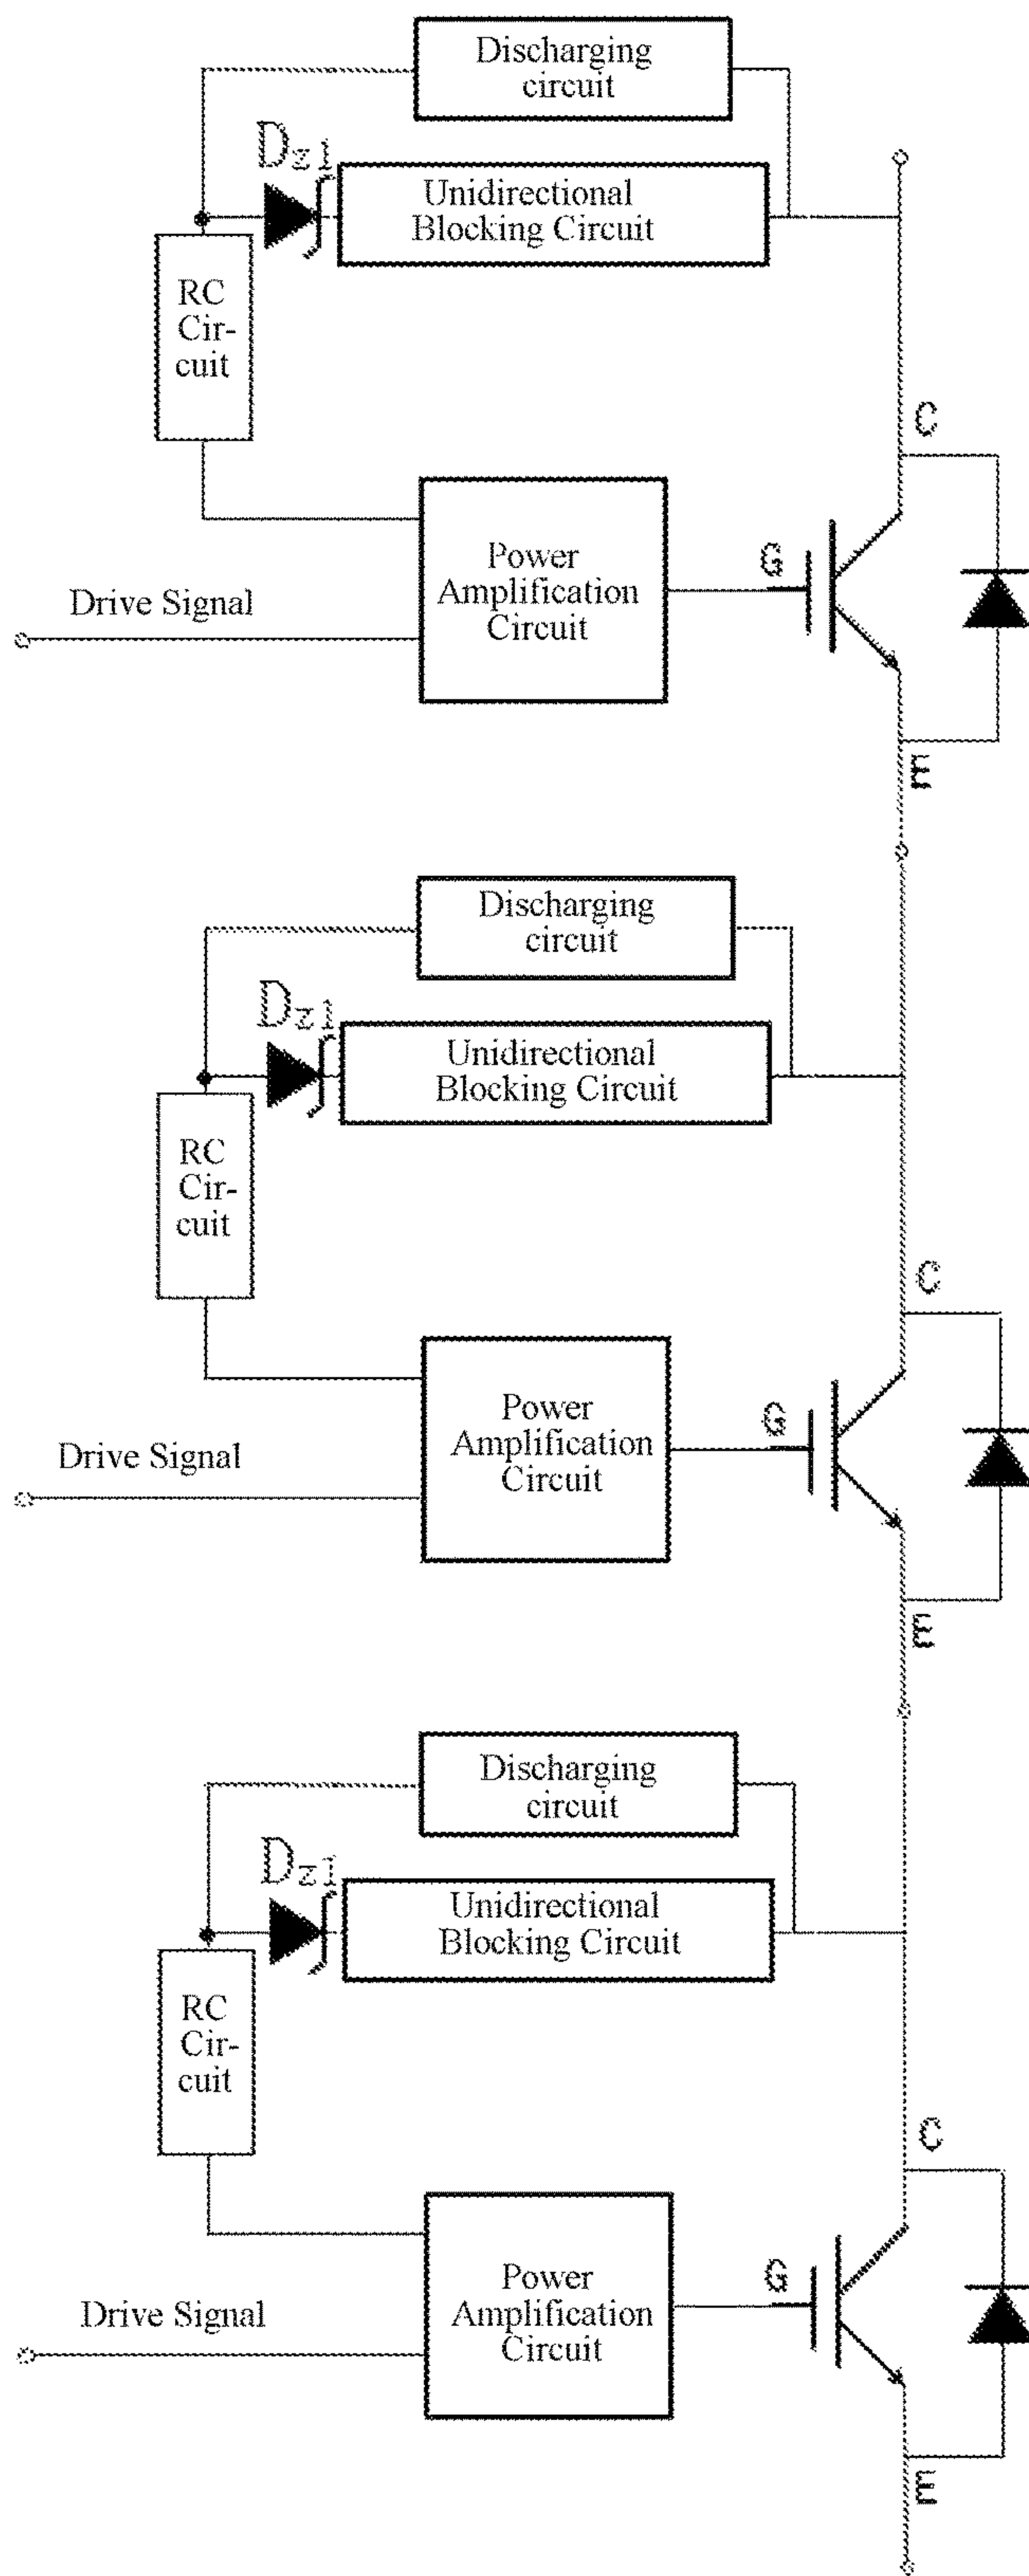 Discharging
circuit
Dz1
Unidirectional
Blocking Circuit
RC
Cir-
cuit
C
Power
Amplification
Circuit
G
Drive Signal
E
Discharging
circuit
Dz1
Unidirectional
Blocking Circuit
RC
Cir-
cuit
C
Power
Amplification
Circuit
G
Drive Signal
E
Discharging
circuit
Dz1
Unidirectional
Blocking Circuit
RC
Cir-
cuit
C
Power
Amplification
Circuit
G
Drive Signal
E